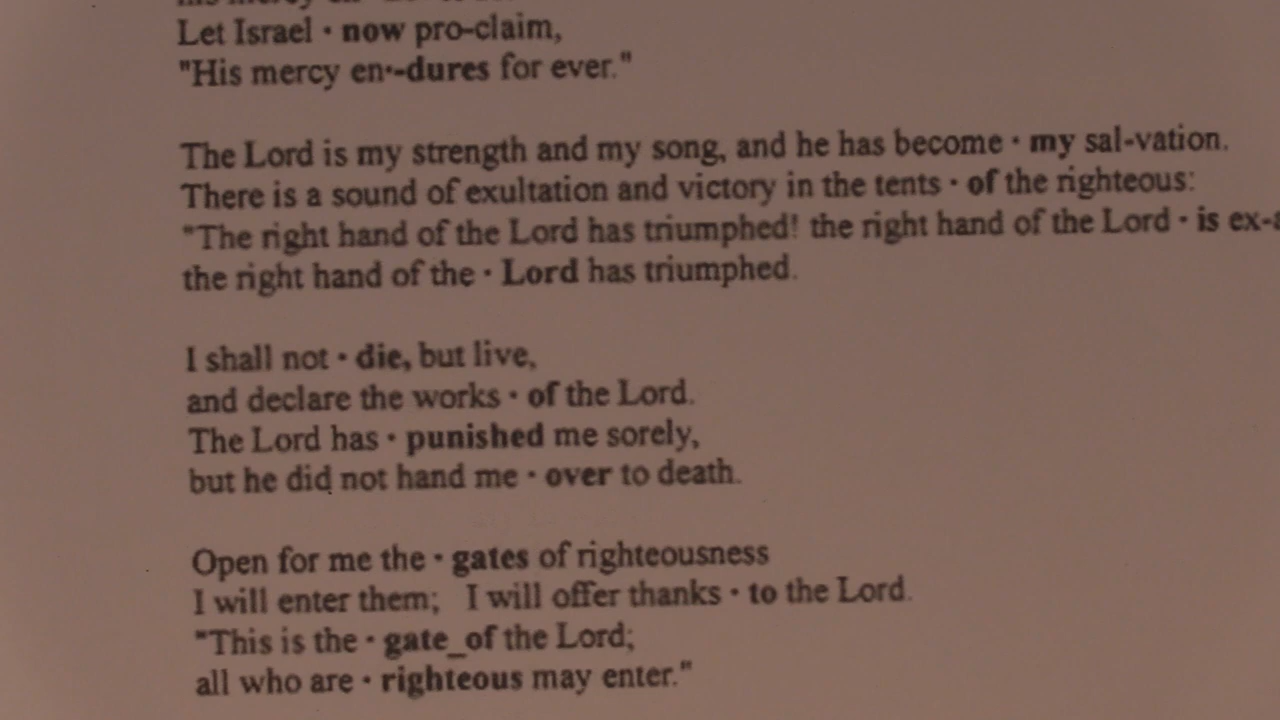 Let Israel · now pro-claim,
"His mercy en·-dures for ever."
The Lord is my strength and my song, and he has become · my sal-vation.
There is a sound of exultation and victory in the tents · of the righteous:
"The right hand of the Lord has triumphed! the right hand of the Lord · is
the right hand of the · Lord has triumphed.
I shall not · die, but live,
and declare the works · of the Lord.
The Lord has · punished me sorely,
but he did not hand me · over to death.
Open for me the · gates of righteousness
I will enter them; I will offer thanks · to the Lord.
"This is the · gate_of the Lord;
all who are · righteous may enter."